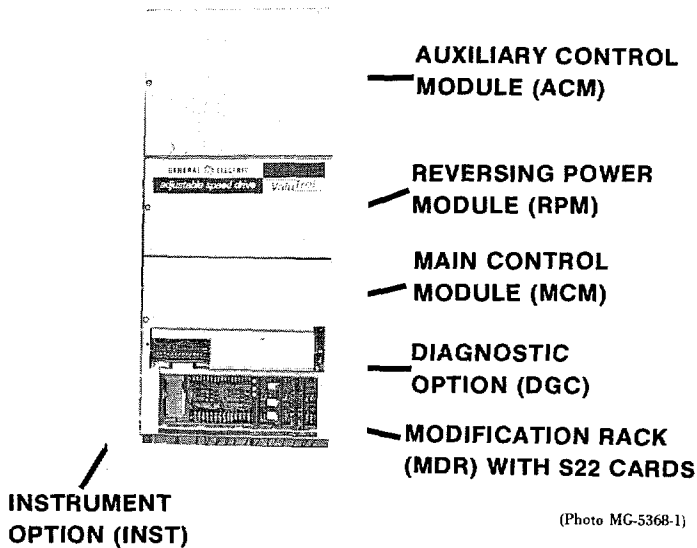 AUXILIARY CONTROL
MODULE (ACM)
GENERAL ELECTRIC
adjustable speed drive
ValuTrol
REVERSING POWER
MODULE (RPM)
MAIN CONTROL
MODULE (MCM)
DIAGNOSTIC
OPTION (DGC)
MODIFICATION RACK
(MDR) WITH S22 CARDS
INSTRUMENT
OPTION (INST)
(Photo MG-5368-1)